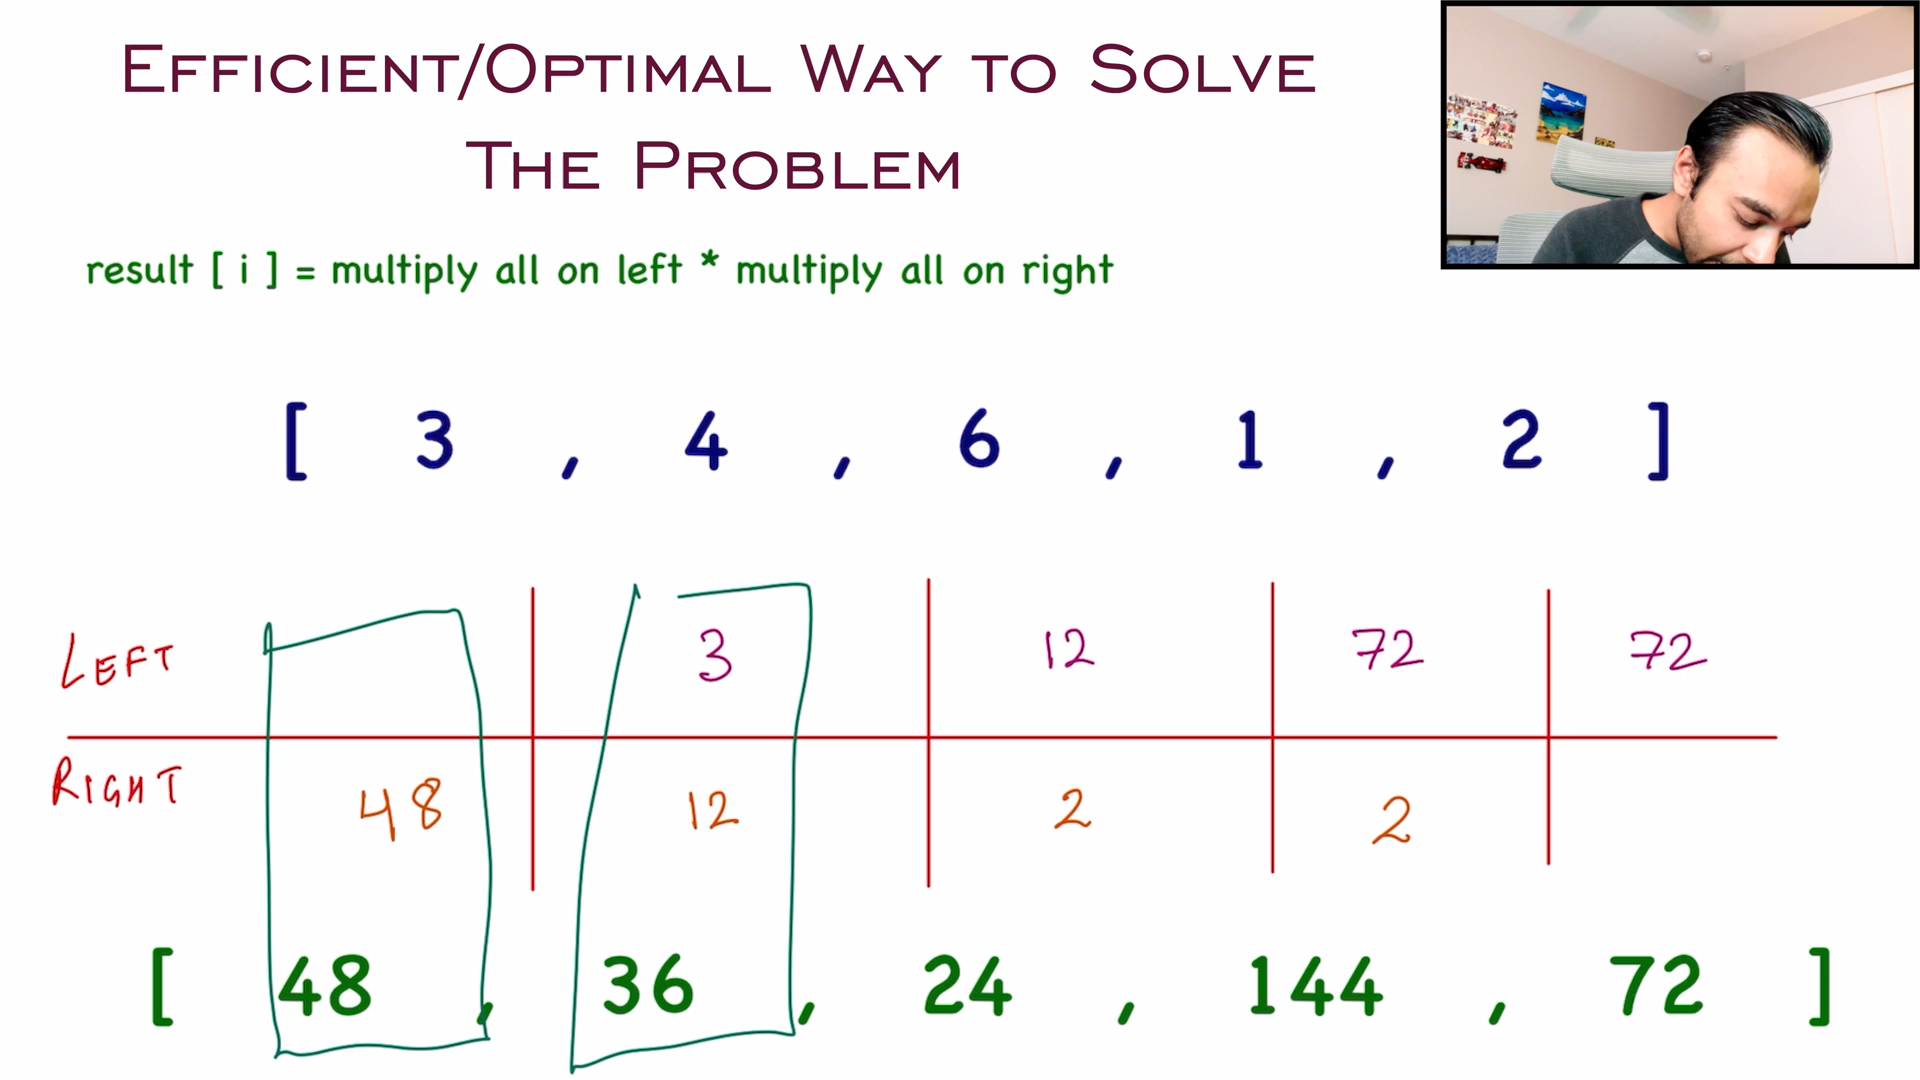 EFFICIENT/OPTIMAL WAY TO SOLVE
THE PROBLEM
result [ i ] = multiply all on left * multiply all on right
[ 3 , 4 , 6 , 1 , 2 ]
LEFT 3 12 72 72
RIGHT 48 12 2 2
[ 48 , 36 , 24 , 144 , 72 ]